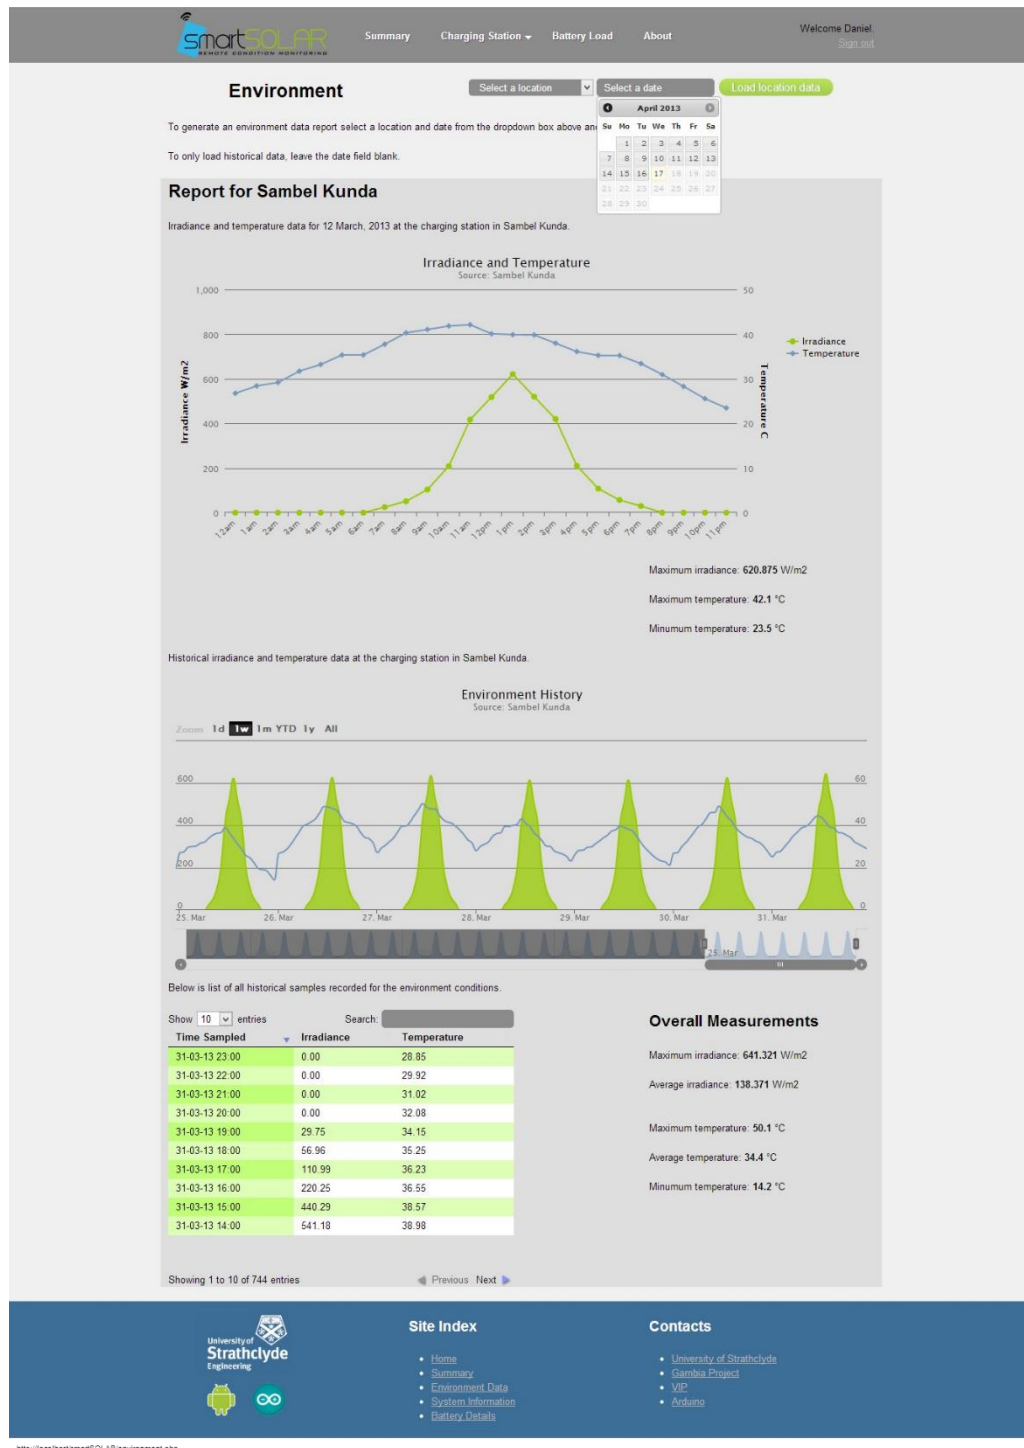 smartSOLAR
REMOTE CONDITION MONITORING
Summary
Charging Station
Battery Load
About
Welcome Daniel.
Sign out
Environment
Select a location
Select a date
Load location data
April 2013
Su Mo Tu We Th Fr Sa
1 2 3 4 5 6
7 8 9 10 11 12 13
14 15 16 17 18 19 20
21 22 23 24 25 26 27
28 29 30
To generate an environment data report select a location and date from the dropdown box above an
To only load historical data, leave the date field blank.
Report for Sambel Kunda
Irradiance and temperature data for 12 March, 2013 at the charging station in Sambel Kunda.
Irradiance and Temperature
Source: Sambel Kunda
1,000
800
600
400
200
0
Irradiance W/m2
50
40
30
20
10
0
Temperature C
Irradiance
Temperature
12am 1am 2am 3am 4am 5am 6am 7am 8am 9am 10am 11am 12pm 1pm 2pm 3pm 4pm 5pm 6pm 7pm 8pm 9pm 10pm 11pm
Maximum irradiance: 620.875 W/m2
Maximum temperature: 42.1 °C
Minumum temperature: 23.5 °C
Historical irradiance and temperature data at the charging station in Sambel Kunda.
Environment History
Source: Sambel Kunda
Zoom 1d 1w 1m YTD 1y All
600
400
200
0
60
40
20
0
25. Mar 26. Mar 27. Mar 28. Mar 29. Mar 30. Mar 31. Mar
25. Mar
Below is list of all historical samples recorded for the environment conditions.
Show 10 entries
Search:
Time Sampled Irradiance Temperature
31-03-13 23:00 0.00 28.85
31-03-13 22:00 0.00 29.92
31-03-13 21:00 0.00 31.02
31-03-13 20:00 0.00 32.08
31-03-13 19:00 29.75 34.15
31-03-13 18:00 56.96 35.25
31-03-13 17:00 110.99 36.23
31-03-13 16:00 220.25 36.55
31-03-13 15:00 440.29 38.57
31-03-13 14:00 541.18 38.98
Showing 1 to 10 of 744 entries
Previous Next
Overall Measurements
Maximum irradiance: 641.321 W/m2
Average irradiance: 138.371 W/m2
Maximum temperature: 50.1 °C
Average temperature: 34.4 °C
Minumum temperature: 14.2 °C
University of
Strathclyde
Engineering
Site Index
Home
Summary
Environment Data
System Information
Battery Details
Contacts
University of Strathclyde
Gambia Project
VIP
Arduino